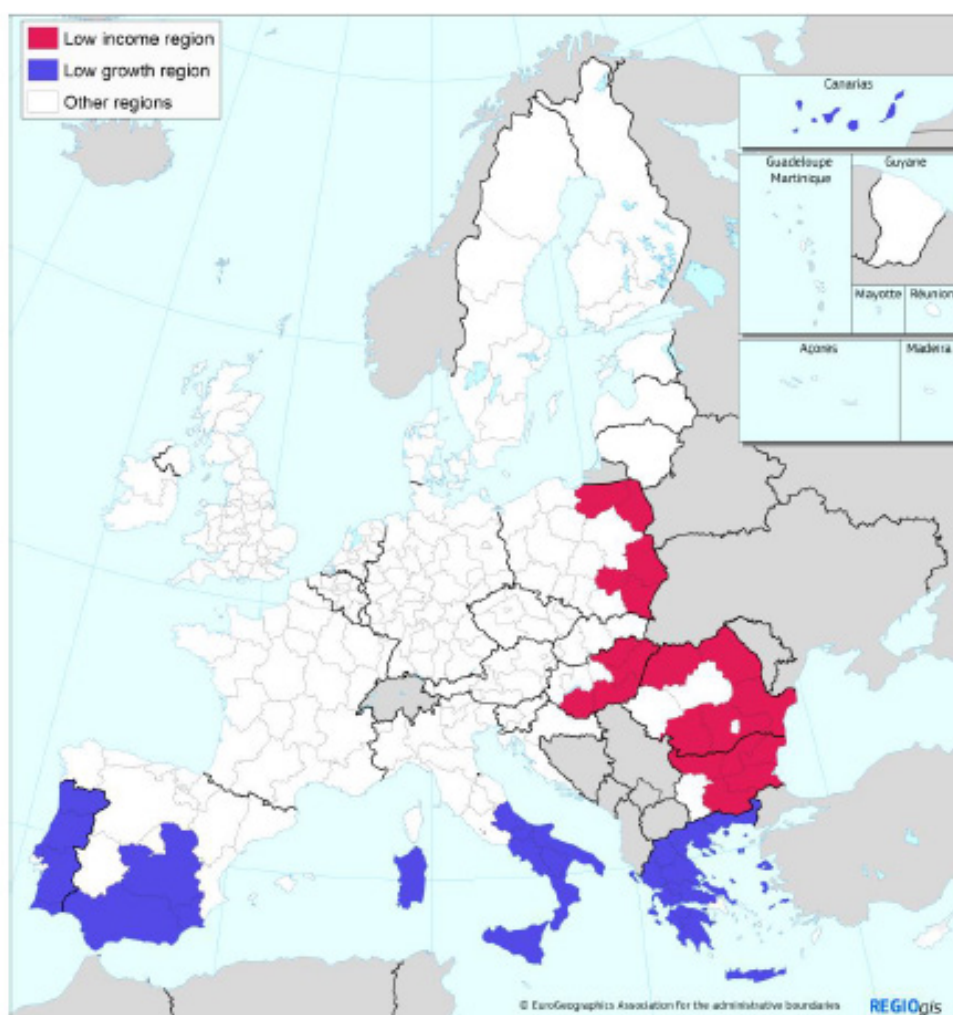 Low income region
Low growth region
Other regions
Canarias
Guadeloupe
Martinique
Guyane
Mayotte
Réunion
Açores
Madeira
© EuroGeographics Association for the administrative boundaries
REGIOgis